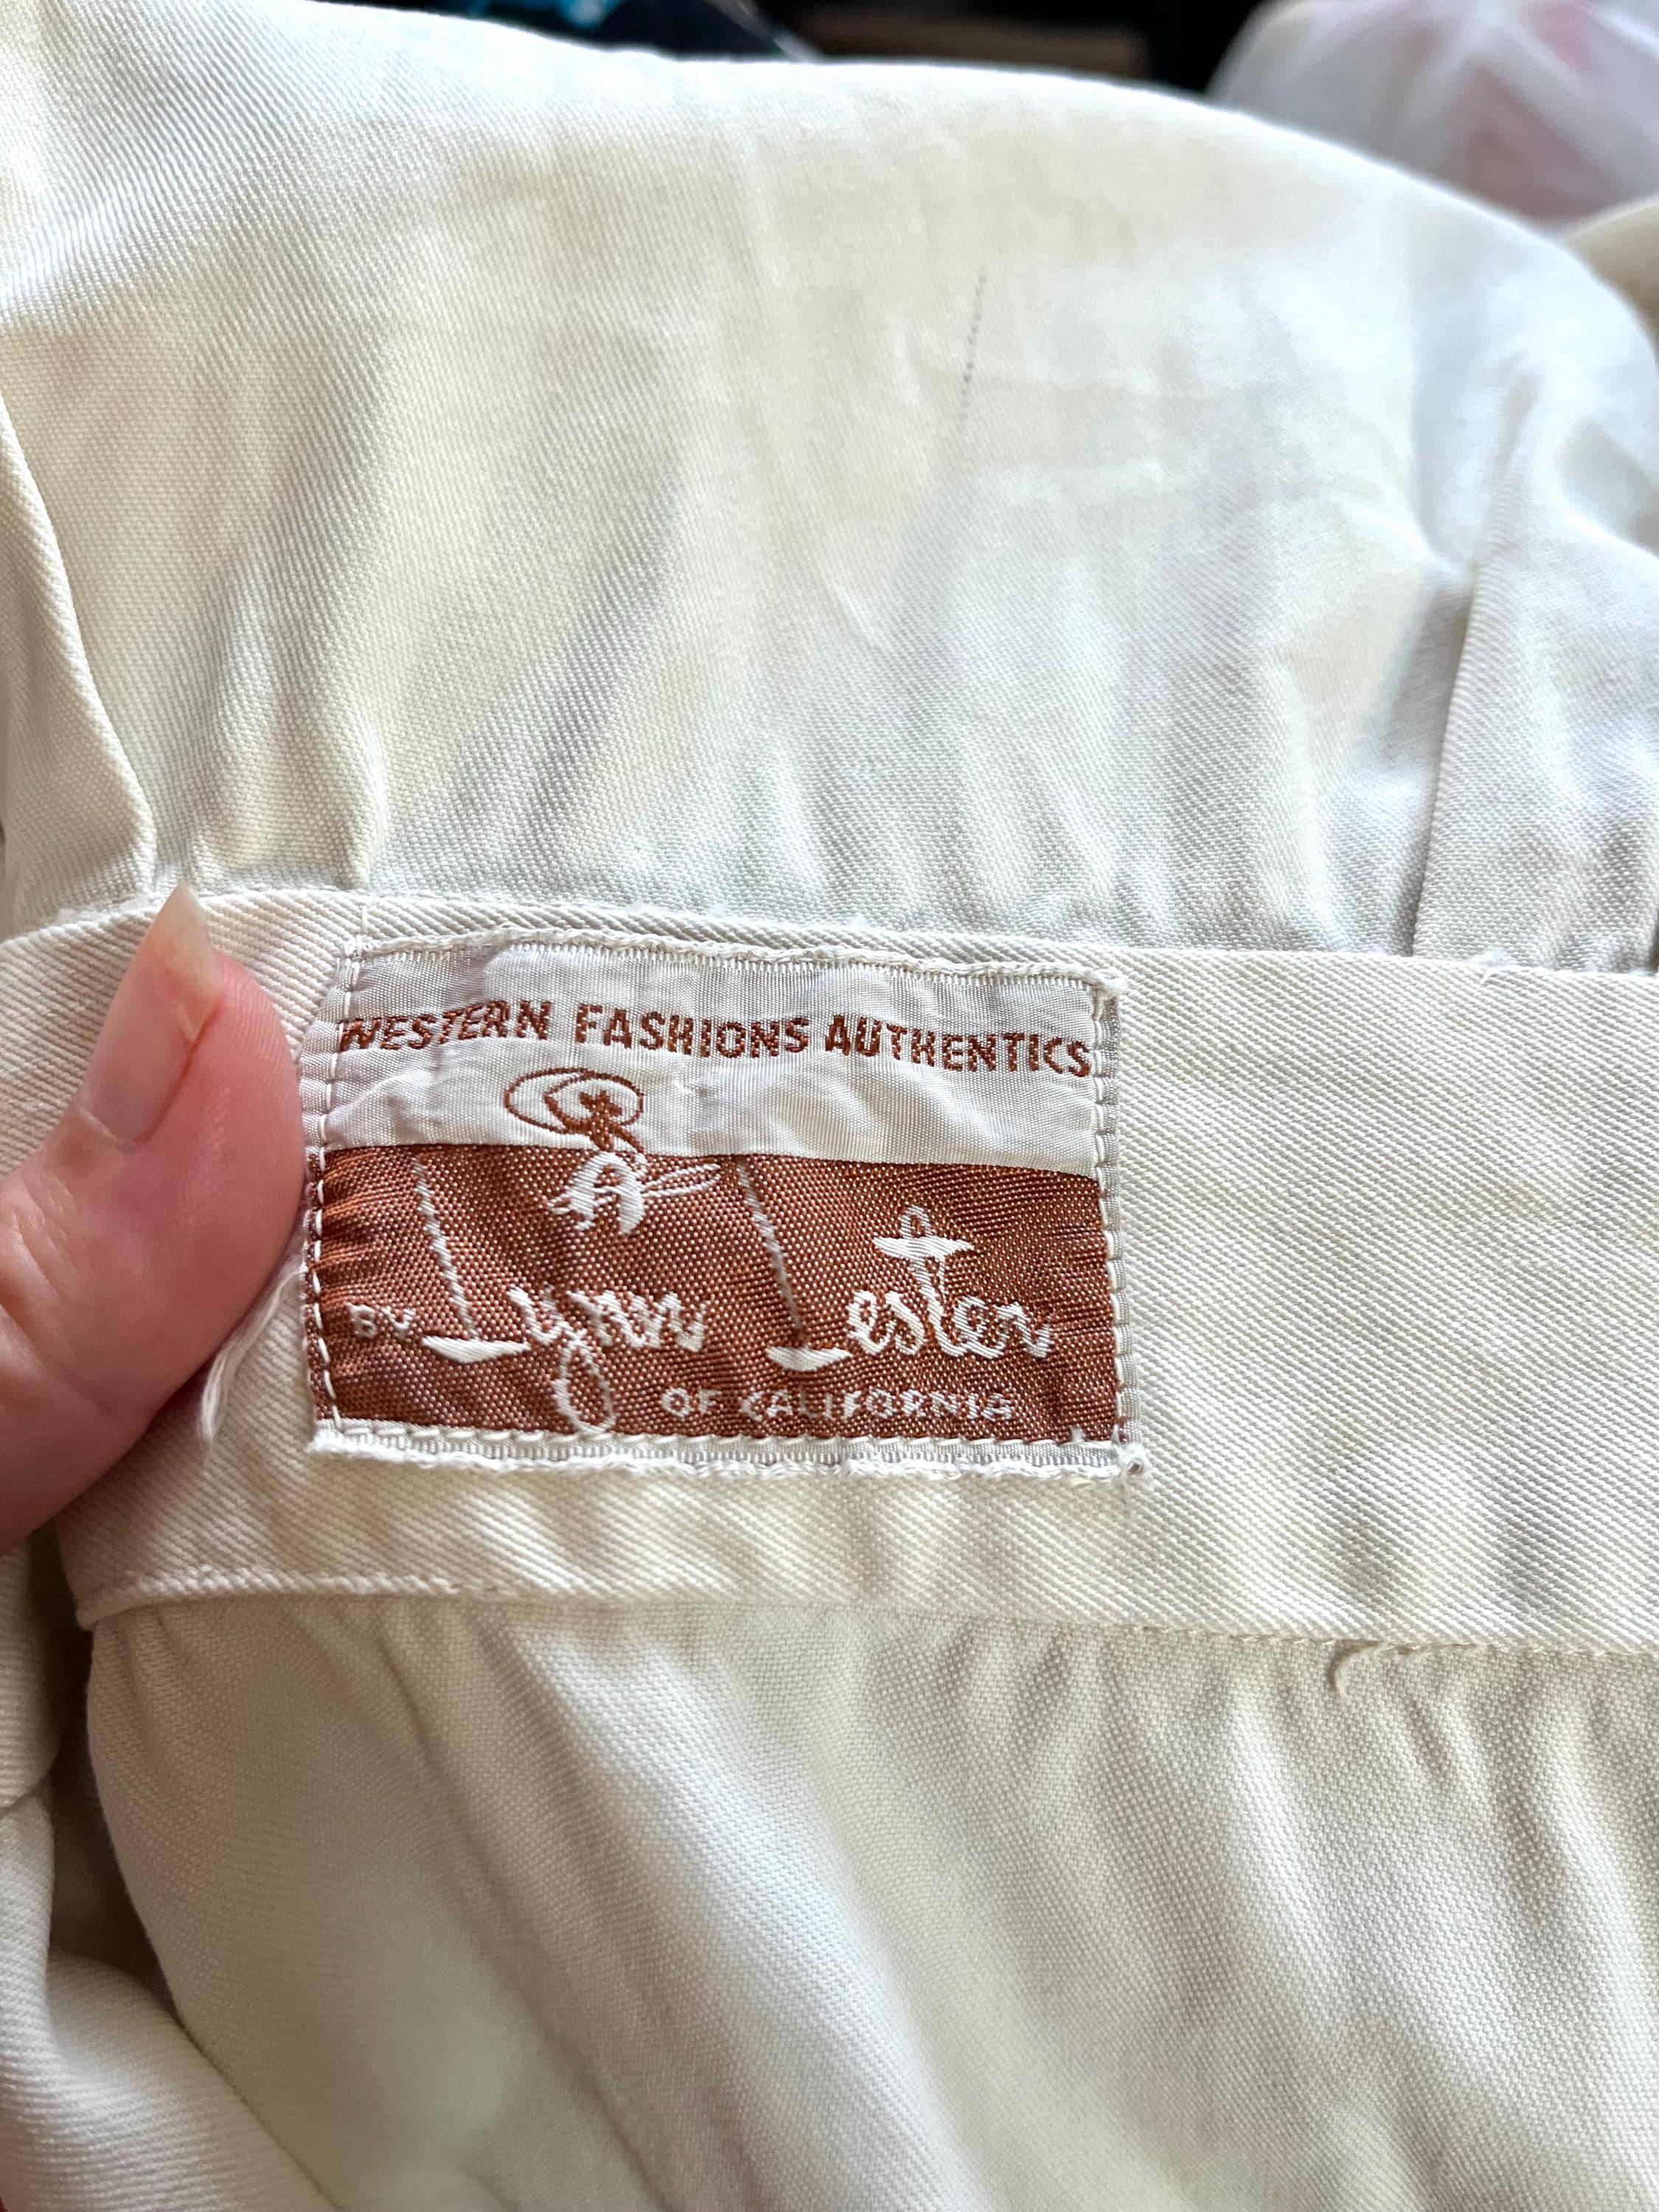 WESTERN FASHIONS AUTHENTICS
BY Lynn Lester
OF CALIFORNIA